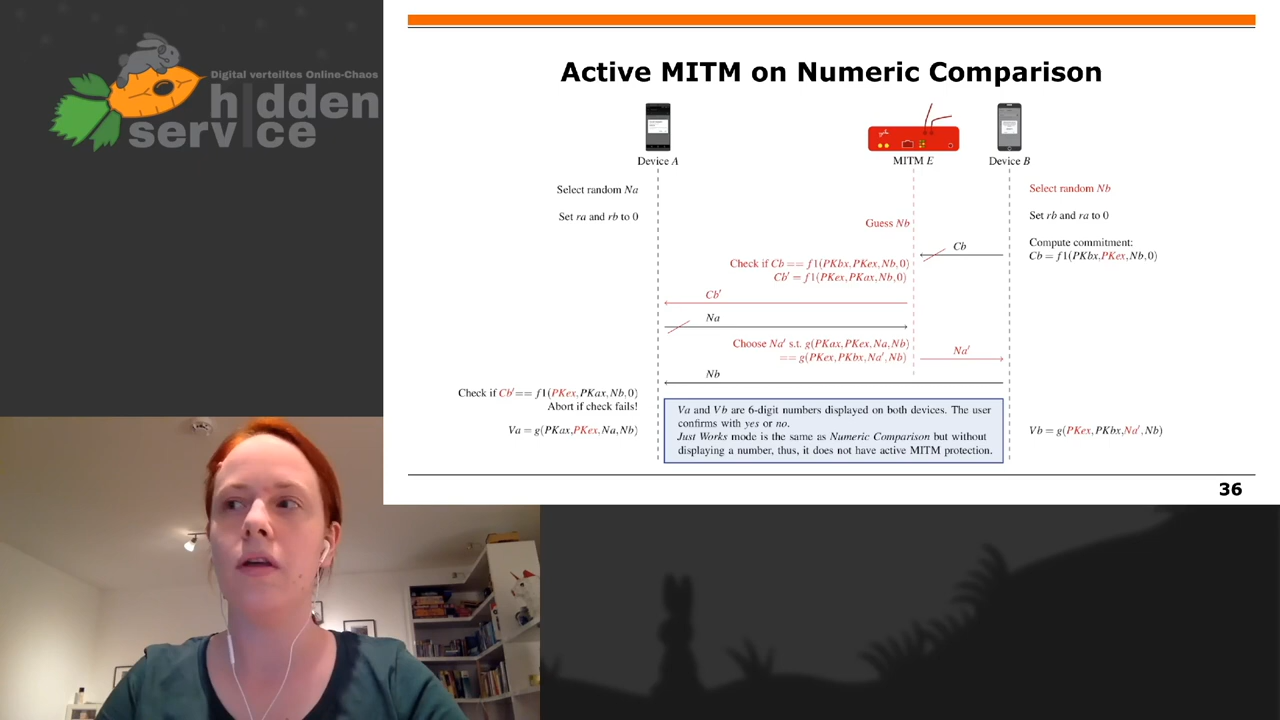 Digital verteiltes Online-Chaos
h|dden
serv|ce
Active MITM on Numeric Comparison
Device A
MITM E
Device B
Select random Na
Select random Nb
Set ra and rb to 0
Set rb and ra to 0
Guess Nb
Compute commitment:
Cb
Cb = f1(PKbx,PKex,Nb,0)
Check if Cb == f1(PKbx,PKex,Nb,0)
Cb′ = f1(PKex,PKax,Nb,0)
Cb′
Na
Choose Na′ s.t. g(PKax,PKex,Na,Nb)
== g(PKex,PKbx,Na′,Nb)
Na′
Nb
Check if Cb′== f1(PKex,PKax,Nb,0)
Abort if check fails!
Va = g(PKax,PKex,Na,Nb)
Va and Vb are 6-digit numbers displayed on both devices. The user
confirms with yes or no.
Just Works mode is the same as Numeric Comparison but without
displaying a number, thus, it does not have active MITM protection.
Vb = g(PKex,PKbx,Na′,Nb)
36